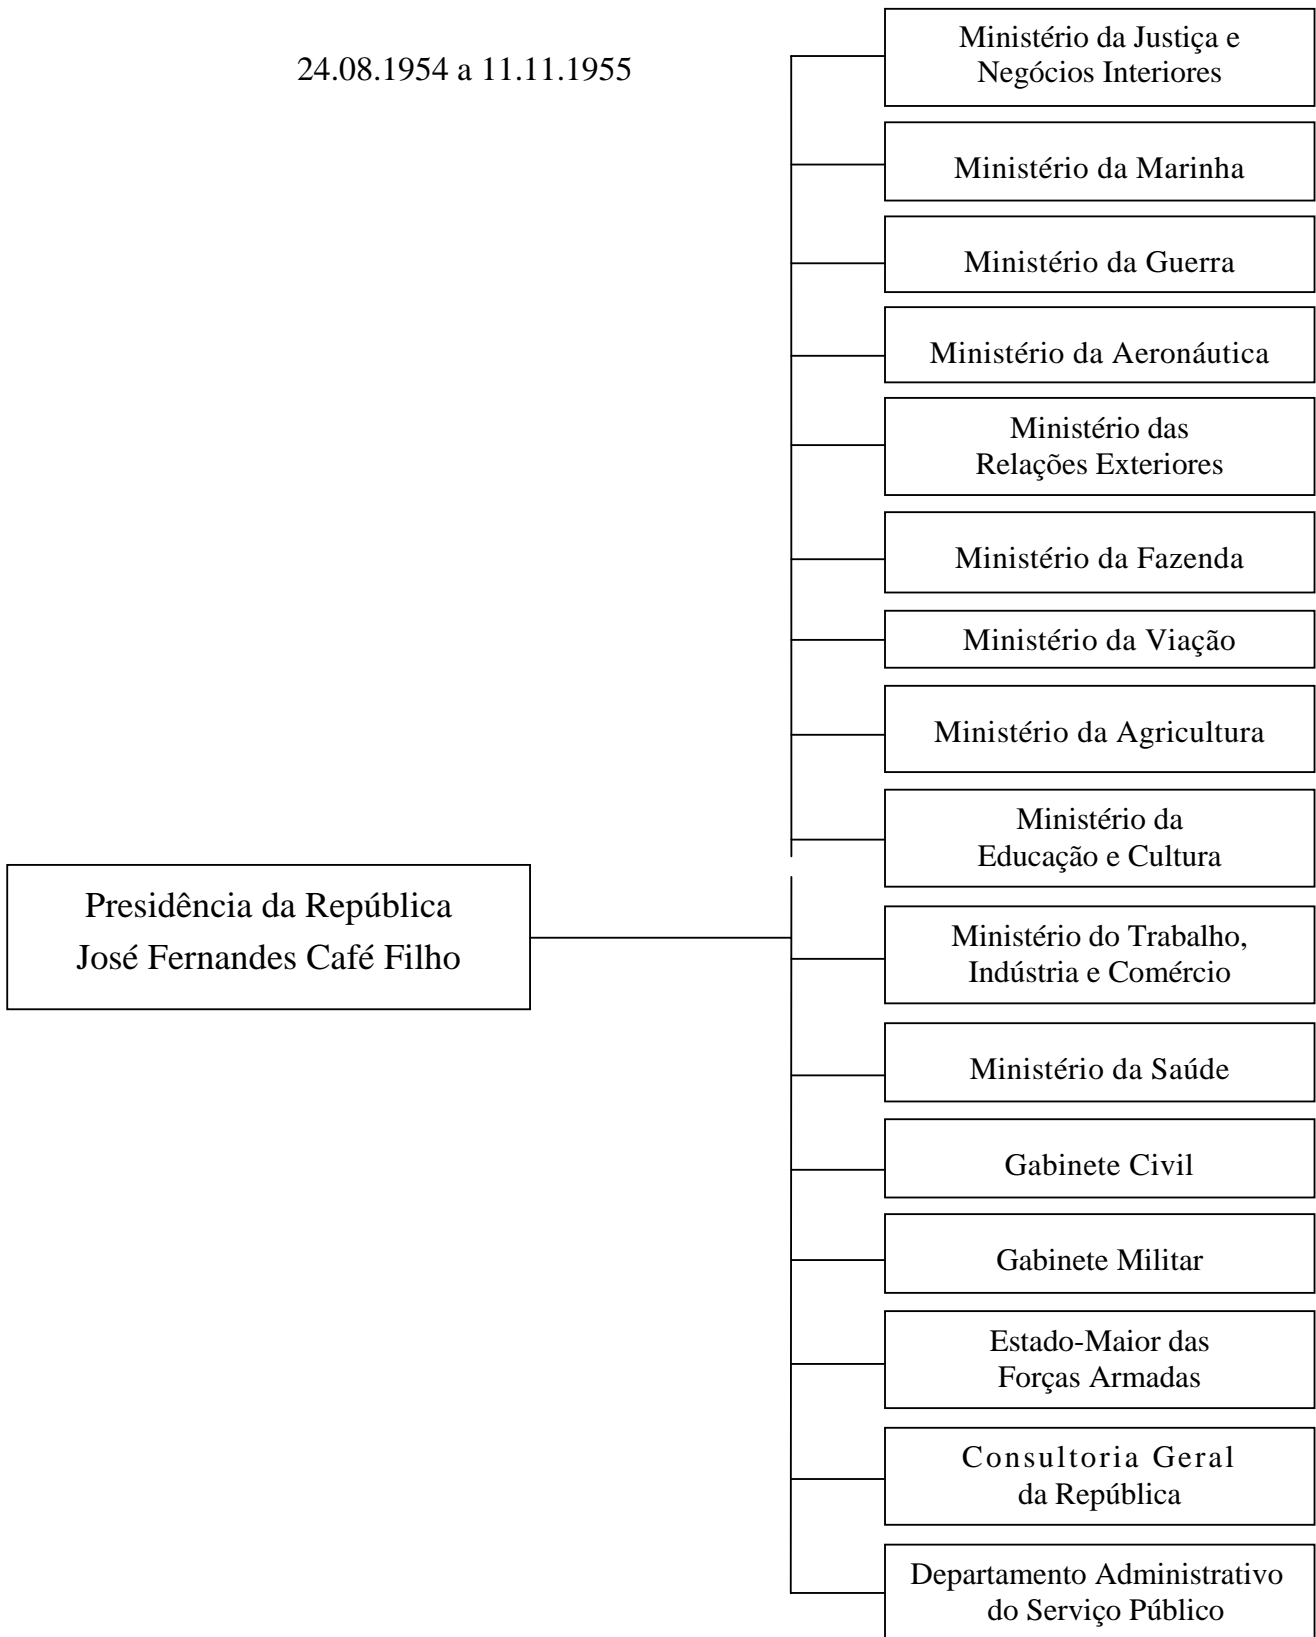 24.08.1954 a 11.11.1955
Ministério da Justiça e
Negócios Interiores
Ministério da Marinha
Ministério da Guerra
Ministério da Aeronáutica
Ministério das
Relações Exteriores
Ministério da Fazenda
Ministério da Viação
Ministério da Agricultura
Ministério da
Educação e Cultura
Presidência da República
José Fernandes Café Filho
Ministério do Trabalho,
Indústria e Comércio
Ministério da Saúde
Gabinete Civil
Gabinete Militar
Estado-Maior das
Forças Armadas
Consultoria Geral
da República
Departamento Administrativo
do Serviço Público